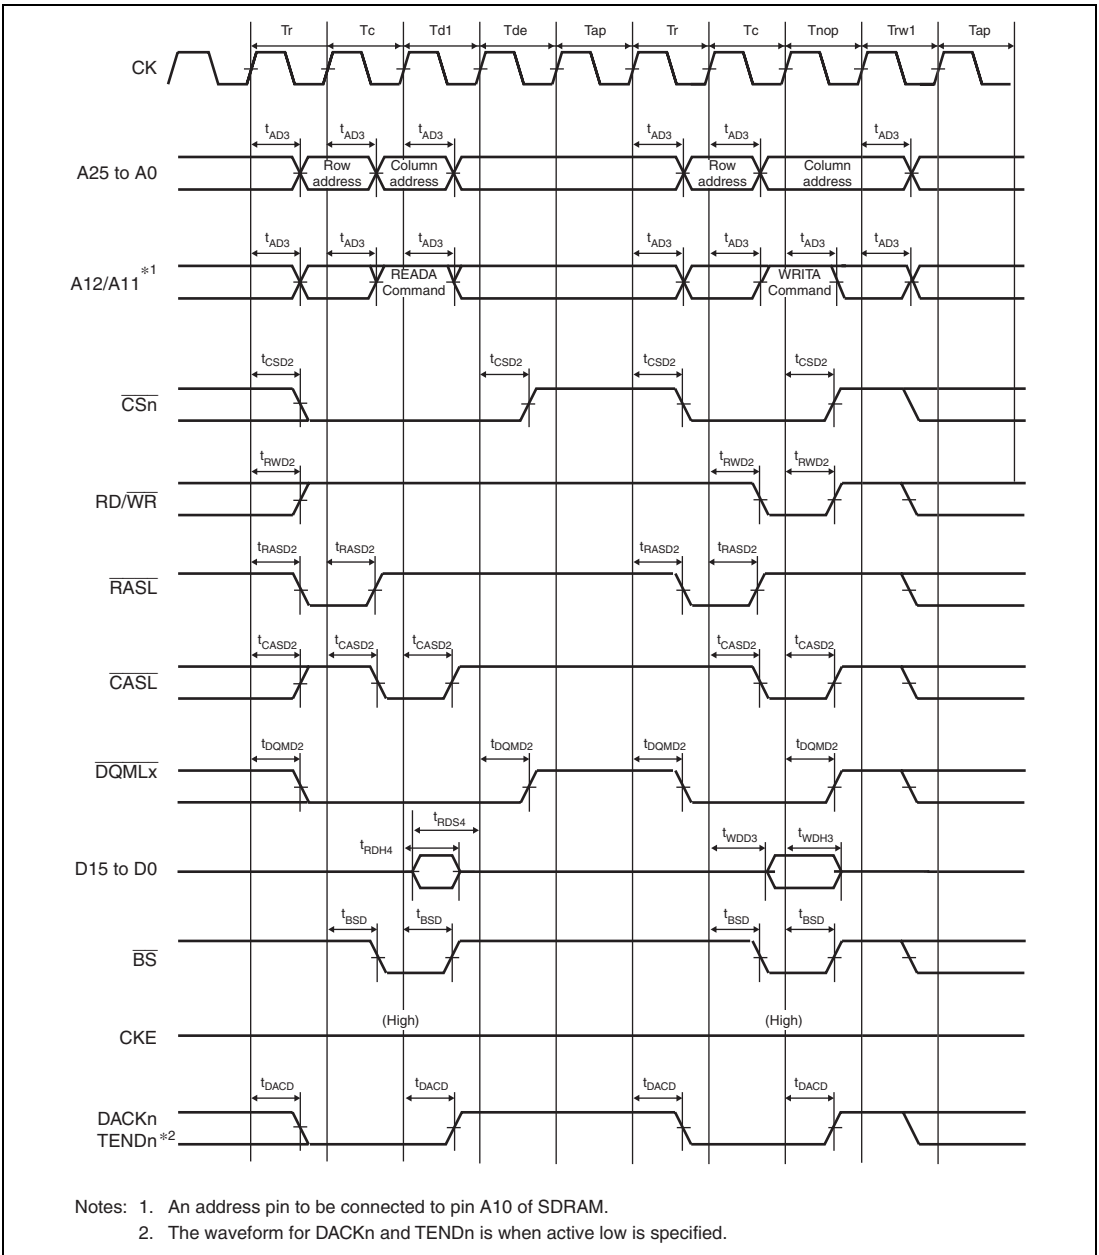 Tr Tc Td1 Tde Tap Tr Tc Tnop Trw1 Tap
CK
tAD3 tAD3 tAD3 tAD3 tAD3 tAD3
A25 to A0 Row address Column address Row address Column address
tAD3 tAD3 tAD3 tAD3 tAD3 tAD3 tAD3
A12/A11*1 READA Command WRITA Command
tCSD2 tCSD2 tCSD2 tCSD2
CSn
tRWD2 tRWD2 tRWD2
RD/WR
tRASD2 tRASD2 tRASD2 tRASD2
RASL
tCASD2 tCASD2 tCASD2 tCASD2 tCASD2
CASL
tDQMD2 tDQMD2 tDQMD2 tDQMD2
DQMLx
tRDS4
tRDH4 tWDD3 tWDH3
D15 to D0
tBSD tBSD tBSD tBSD
BS
(High) (High)
CKE
tDACD tDACD tDACD tDACD
DACKn
TENDn*2
Notes: 1. An address pin to be connected to pin A10 of SDRAM.
2. The waveform for DACKn and TENDn is when active low is specified.